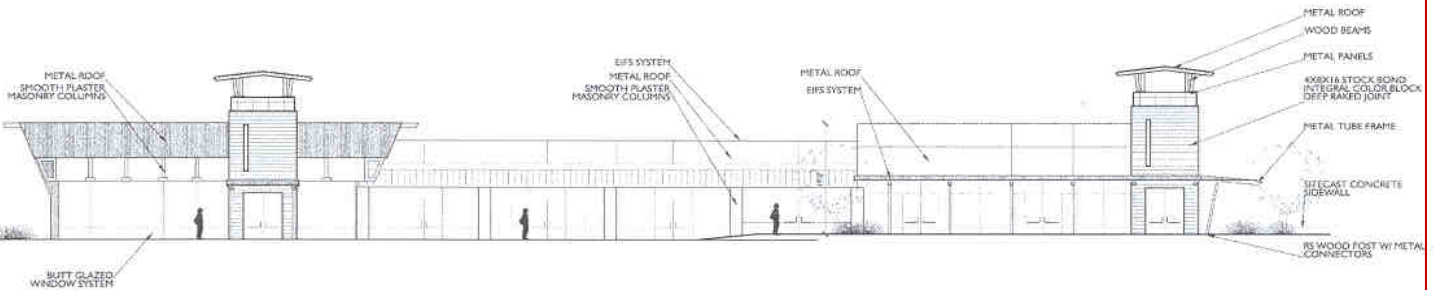 METAL ROOF
SMOOTH PLASTER
MASONRY COLUMNS
BUTT GLAZED
WINDOW SYSTEM
EIFS SYSTEM
METAL ROOF
SMOOTH PLASTER
MASONRY COLUMNS
METAL ROOF
EIFS SYSTEM
METAL ROOF
WOOD BEAMS
METAL PANELS
4X8X16 STOCK BOND
INTEGRAL COLOR BLOCK
DEEP RAKED JOINT
METAL TUBE FRAME
SITECAST CONCRETE
SIDEWALL
RS WOOD POST W/ METAL
CONNECTORS